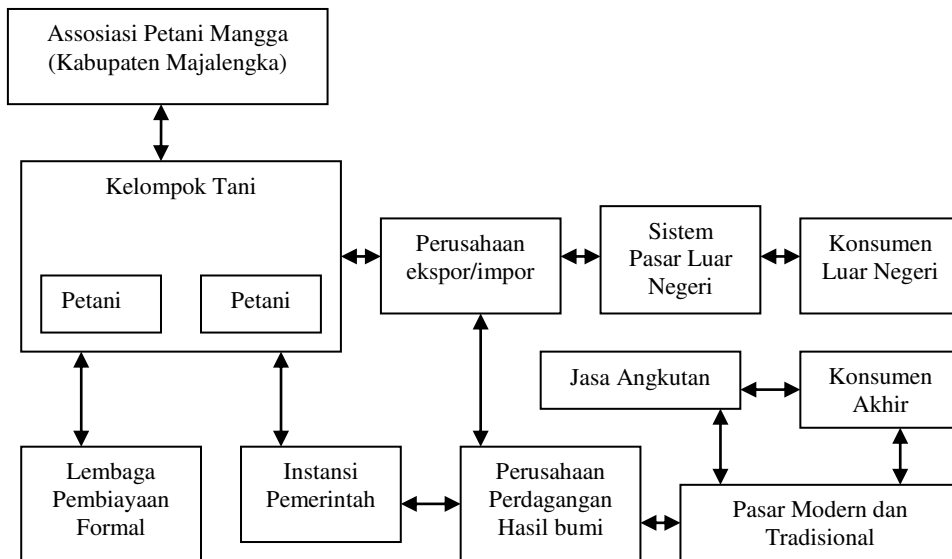 Assosiasi Petani Mangga
(Kabupaten Majalengka)
Kelompok Tani
Petani
Petani
Perusahaan
ekspor/impor
Sistem
Pasar Luar
Negeri
Konsumen
Luar Negeri
Jasa Angkutan
Konsumen
Akhir
Lembaga
Pembiayaan
Formal
Instansi
Pemerintah
Perusahaan
Perdagangan
Hasil bumi
Pasar Modern dan
Tradisional